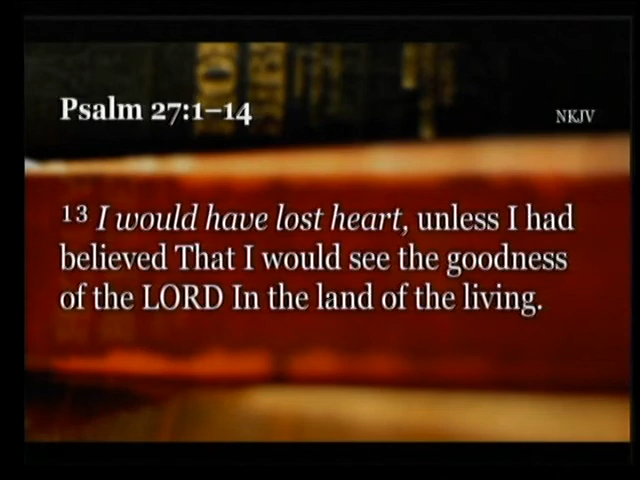 Psalm 27:1–14
NKJV
13 I would have lost heart, unless I had
believed That I would see the goodness
of the LORD In the land of the living.